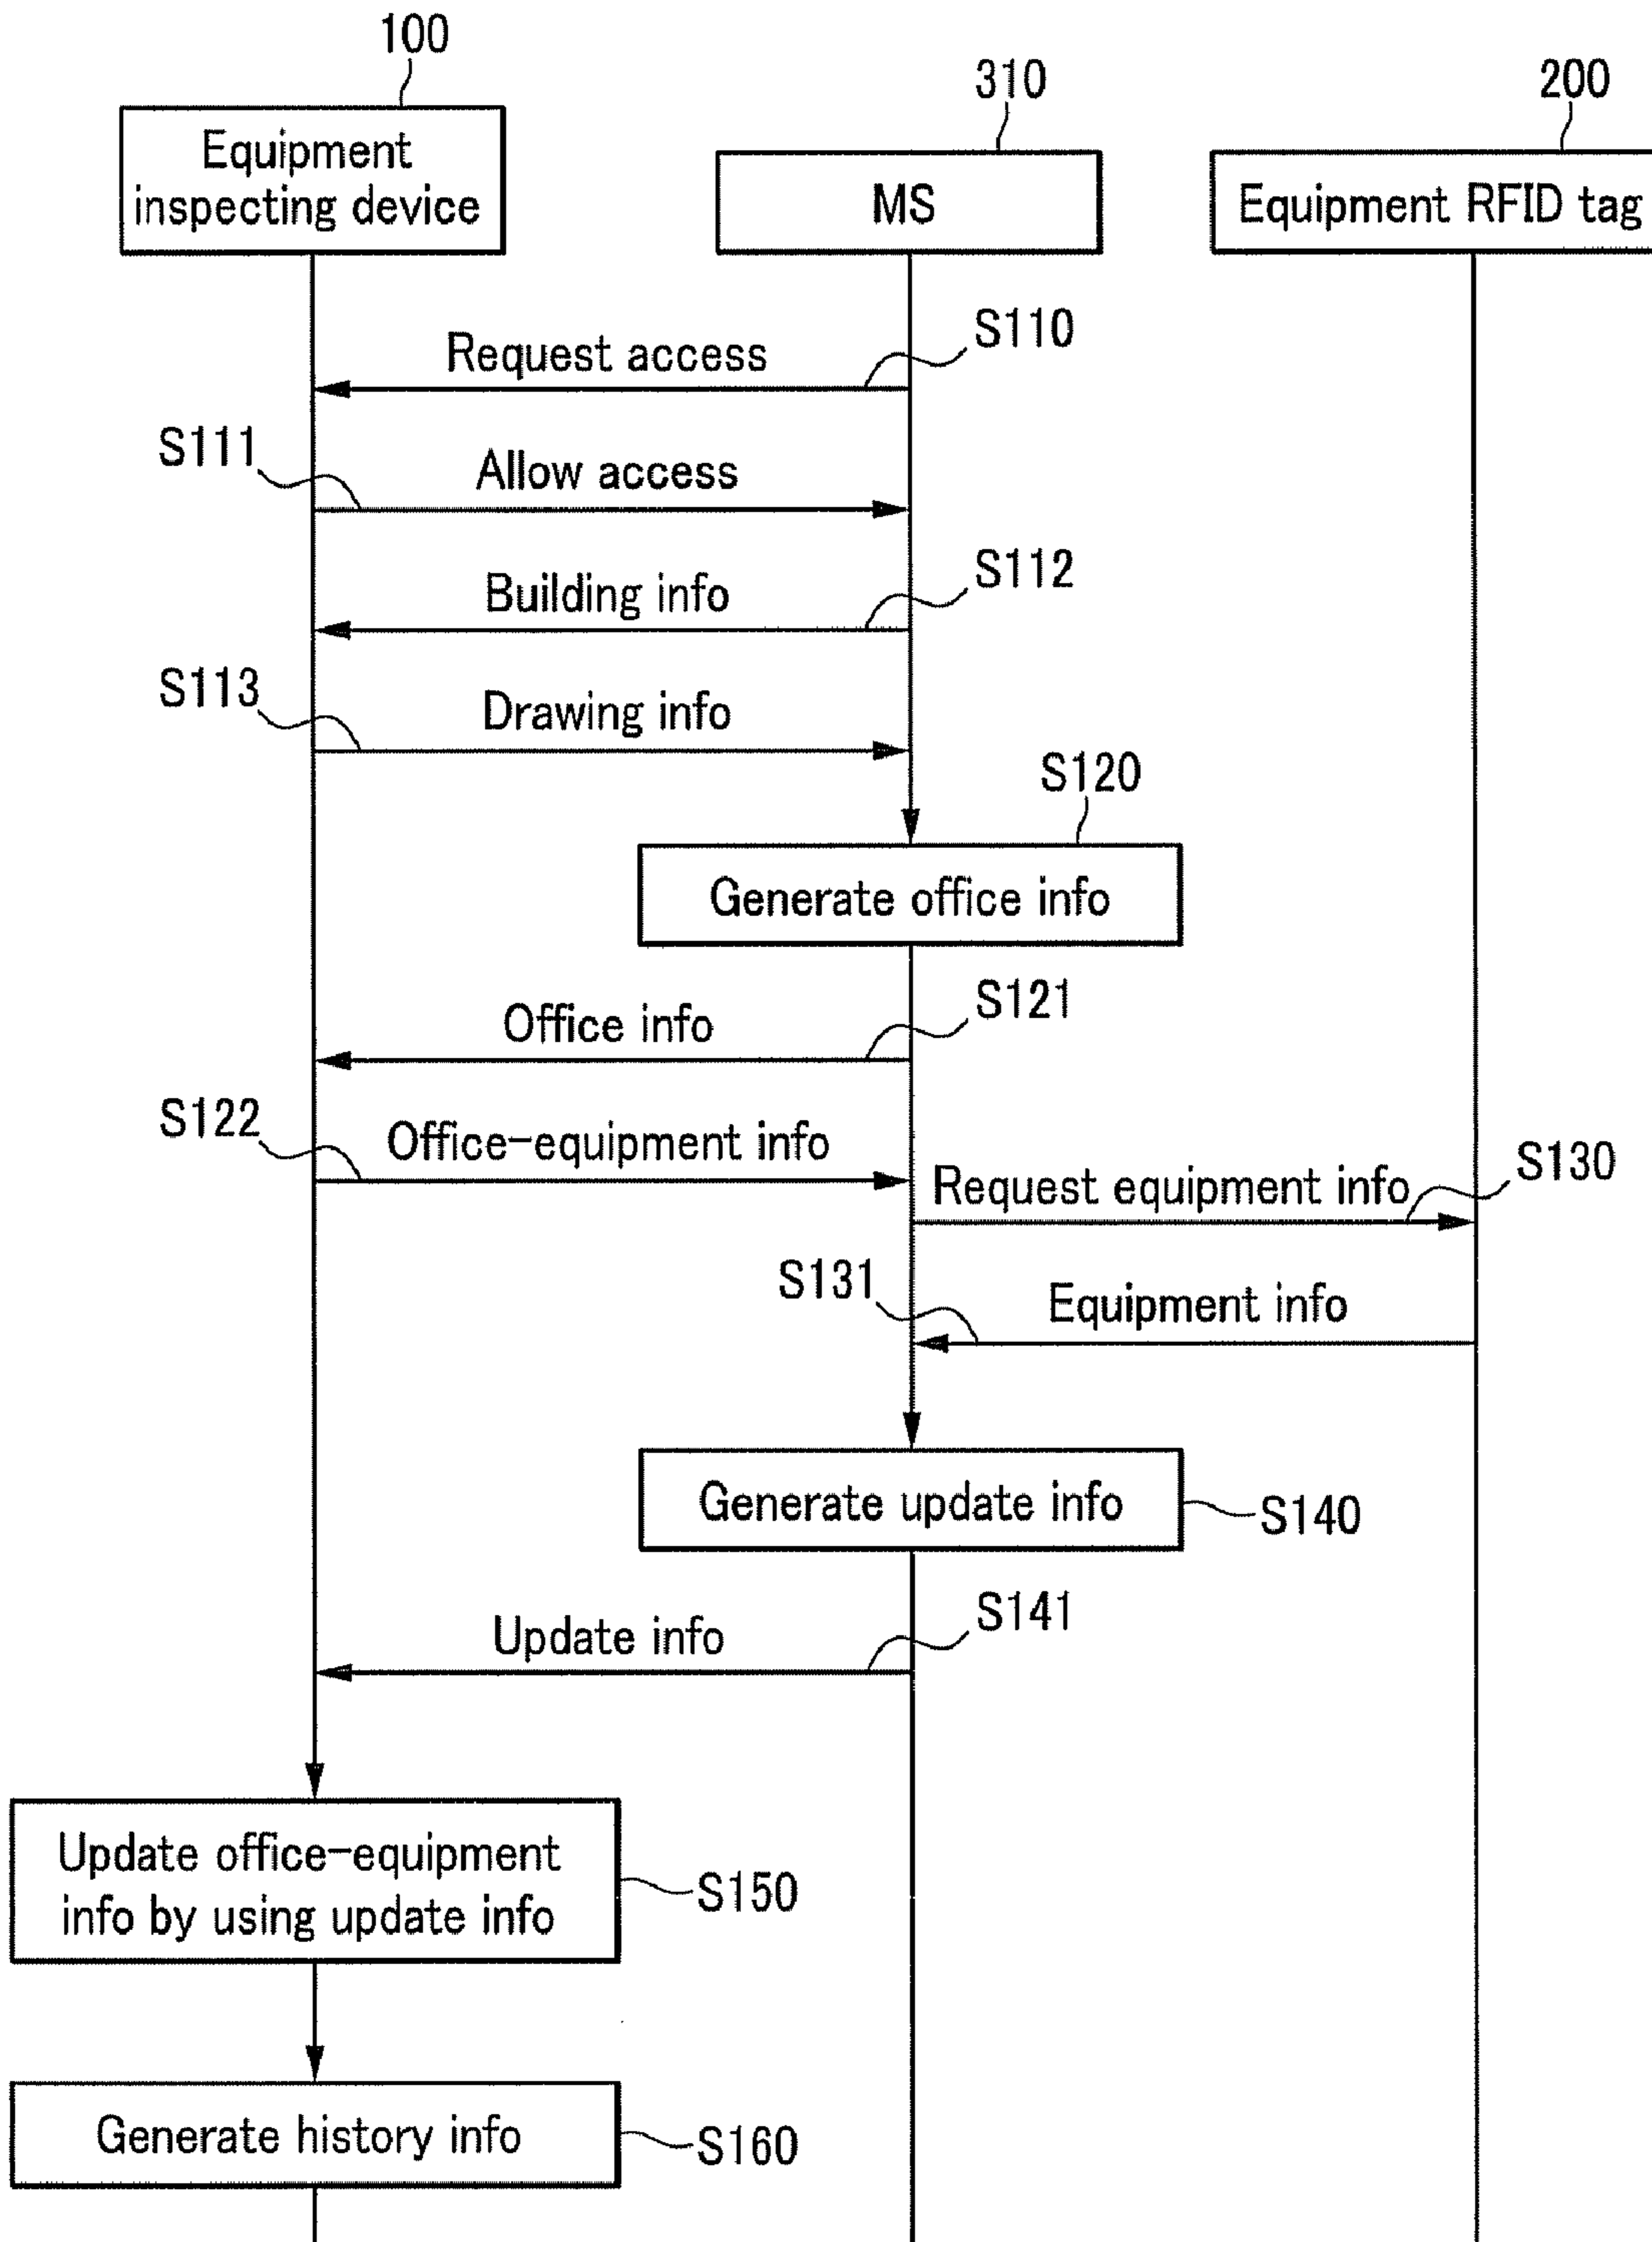 100
310
200
Equipment
inspecting device
MS
Equipment RFID tag
S110
Request access
S111
Allow access
S112
Building info
S113
Drawing info
S120
Generate office info
S121
Office info
S122
Office-equipment info
S130
Request equipment info
S131
Equipment info
Generate update info
S140
S141
Update info
Update office-equipment
info by using update info
S150
Generate history info
S160